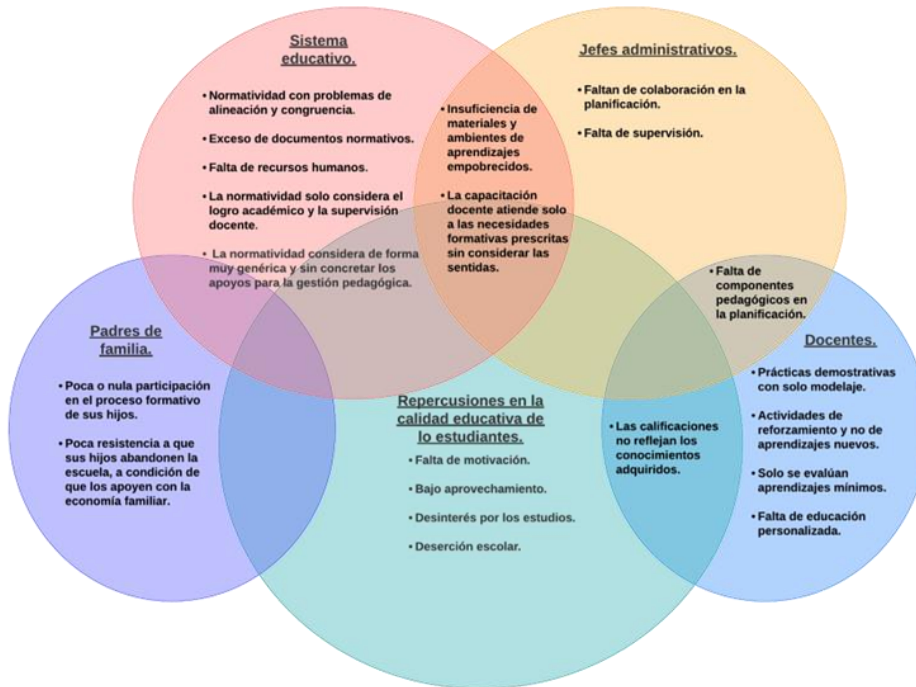 Sistema
educativo.
• Normatividad con problemas de
alineación y congruencia.
• Exceso de documentos normativos.
• Falta de recursos humanos.
• La normatividad solo considera el
logro académico y la supervisión
docente.
• La normatividad considera de forma
muy genérica y sin concretar los
apoyos para la gestión pedagógica.
• Insuficiencia de
materiales y
ambientes de
aprendizajes
empobrecidos.
• La capacitación
docente atiende solo
a las necesidades
formativas prescritas
sin considerar las
sentidas.
Jefes administrativos.
• Faltan de colaboración en la
planificación.
• Falta de supervisión.
• Falta de
componentes
pedagógicos en
la planificación.
Padres de
familia.
• Poca o nula participación
en el proceso formativo
de sus hijos.
• Poca resistencia a que
sus hijos abandonen la
escuela, a condición de
que los apoyen con la
economía familiar.
Repercusiones en la
calidad educativa de
lo estudiantes.
• Falta de motivación.
• Bajo aprovechamiento.
• Desinterés por los estudios.
• Deserción escolar.
• Las calificaciones
no reflejan los
conocimientos
adquiridos.
Docentes.
• Prácticas demostrativas
con solo modelaje.
• Actividades de
reforzamiento y no de
aprendizajes nuevos.
• Solo se evalúan
aprendizajes mínimos.
• Falta de educación
personalizada.